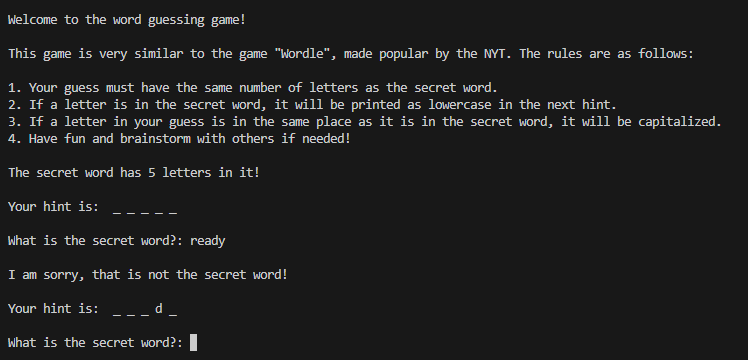 Welcome to the word guessing game!
This game is very similar to the game "Wordle", made popular by the NYT. The rules are as follows:
1. Your guess must have the same number of letters as the secret word.
2. If a letter is in the secret word, it will be printed as lowercase in the next hint.
3. If a letter in your guess is in the same place as it is in the secret word, it will be capitalized.
4. Have fun and brainstorm with others if needed!
The secret word has 5 letters in it!
Your hint is:  _ _ _ _ _
What is the secret word?: ready
I am sorry, that is not the secret word!
Your hint is:  _ _ _ d _
What is the secret word?: